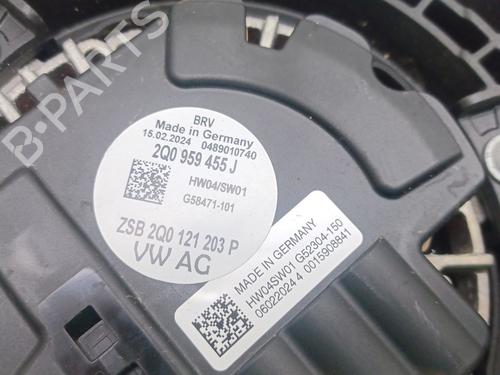 B-PARTS
BRV
Made in Germany
15.02.2024 0489010740
2Q0 959 455 J
HW04/SW01
G58471-101
ZSB 2Q0 121 203 P
VW AG
MADE IN GERMANY
HW04SW01 G52304-150
06022024 4 0015908841